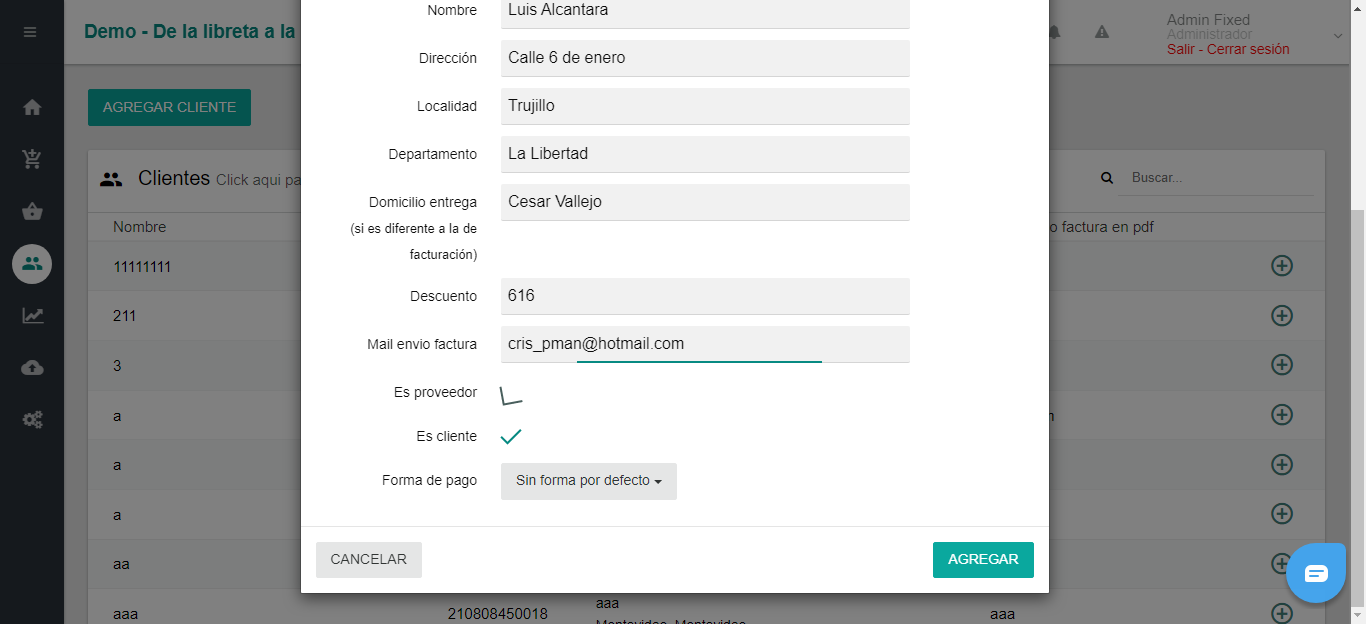 Demo - De la libreta a la
Admin Fixed
Administrador
Salir - Cerrar sesión
AGREGAR CLIENTE
Clientes Click aqui pa
Buscar...
Nombre
o factura en pdf
11111111
211
3
a
n
a
a
aa
aaa
210808450018
aaa
Montevideo, Montevideo
aaa
Nombre
Luis Alcantara
Dirección
Calle 6 de enero
Localidad
Trujillo
Departamento
La Libertad
Domicilio entrega
(si es diferente a la de
facturación)
Cesar Vallejo
Descuento
616
Mail envio factura
cris_pman@hotmail.com
Es proveedor
Es cliente
Forma de pago
Sin forma por defecto
CANCELAR
AGREGAR